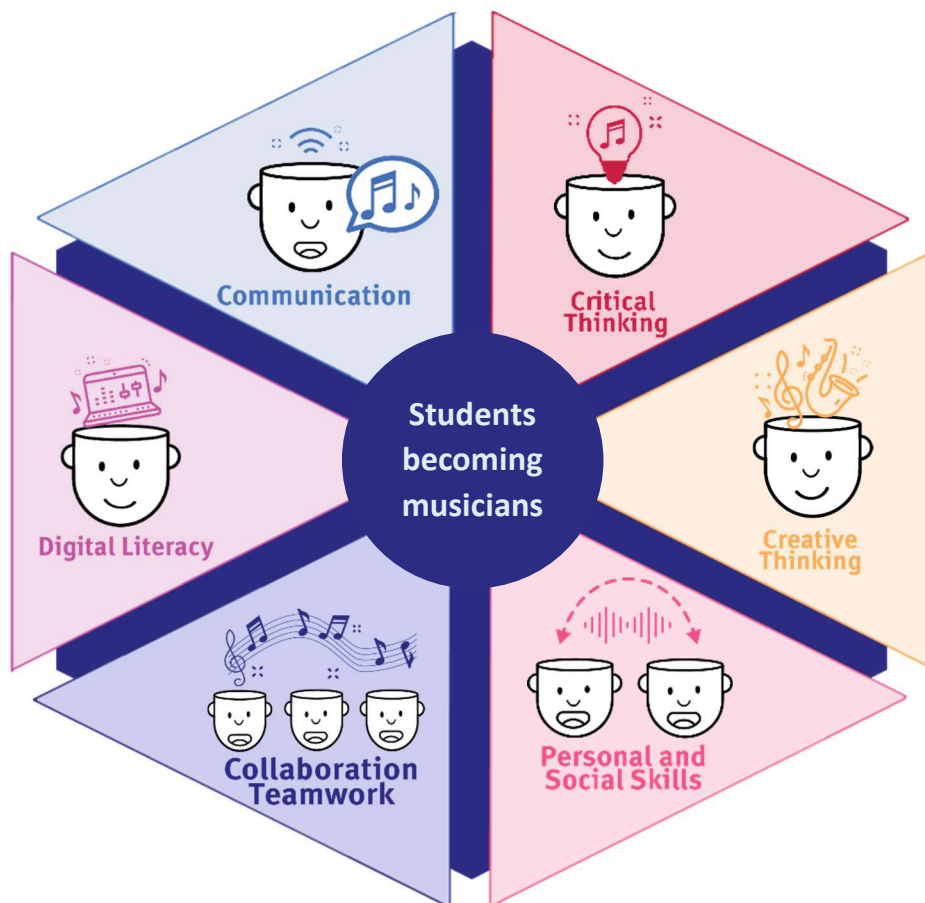 Communication
Critical
Thinking
Students
becoming
musicians
Digital Literacy
Creative
Thinking
Collaboration
Teamwork
Personal and
Social Skills